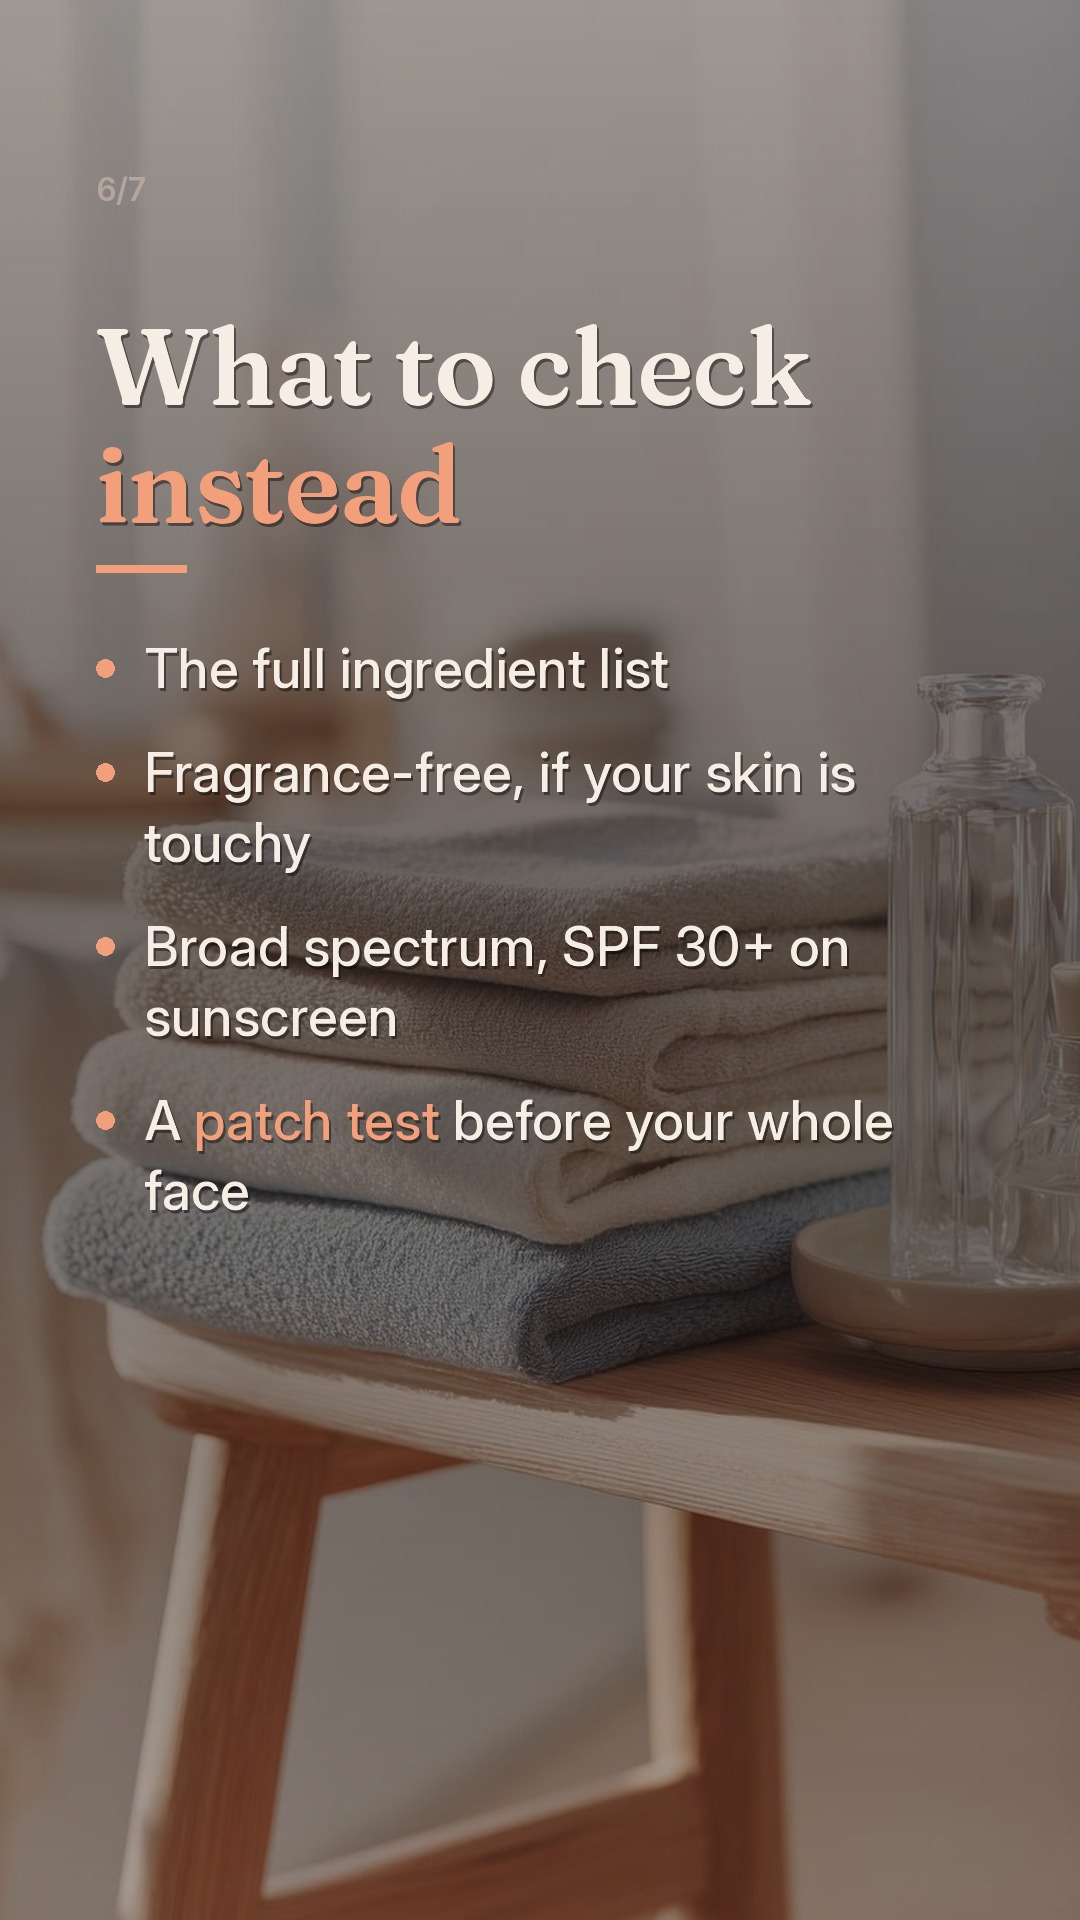 6/7
What to check
instead
The full ingredient list
Fragrance-free, if your skin is
touchy
Broad spectrum, SPF 30+ on
sunscreen
A patch test before your whole
face